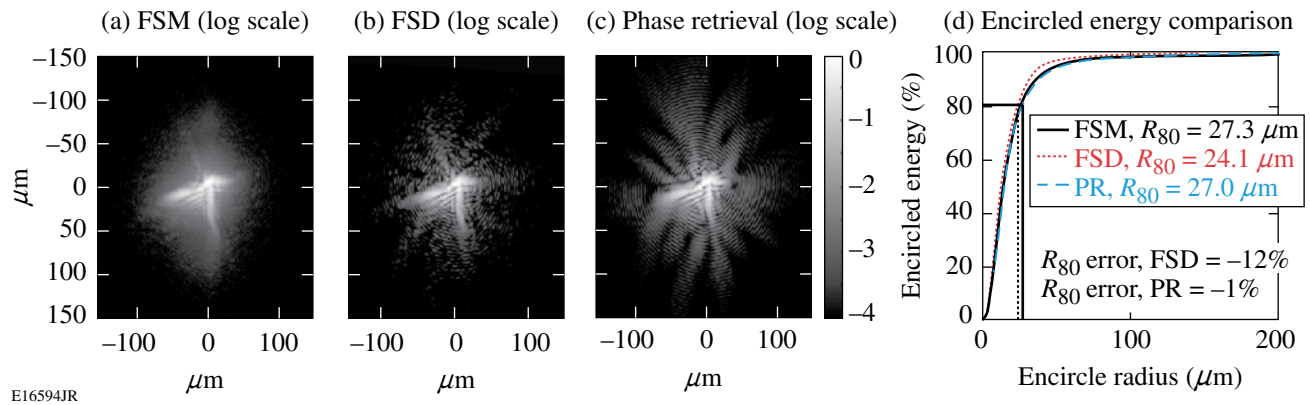 (a) FSM (log scale)
(b) FSD (log scale)
(c) Phase retrieval (log scale)
(d) Encircled energy comparison
μm
–150
–100
–50
0
50
100
150
–100 0 100
μm
–100 0 100
μm
–100 0 100
μm
0
–1
–2
–3
–4
Encircled energy (%)
100
80
60
40
20
0
FSM, R80 = 27.3 μm
FSD, R80 = 24.1 μm
PR, R80 = 27.0 μm
R80 error, FSD = –12%
R80 error, PR = –1%
0 100 200
Encircle radius (μm)
E16594JR